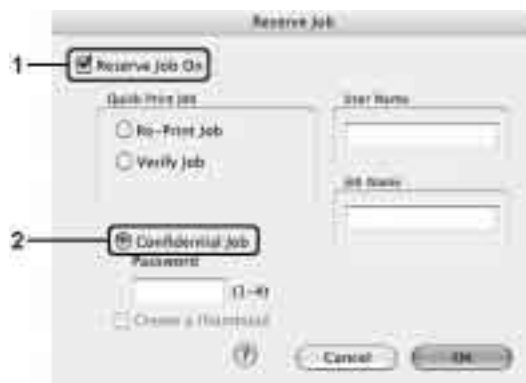 Reserve Job
1
Reserve Job On
Quick Print Job
Re-Print Job
Verify Job
User Name
Job Name
2
Confidential Job
Password
(1-4)
Create a Thumbnail
?
Cancel
OK